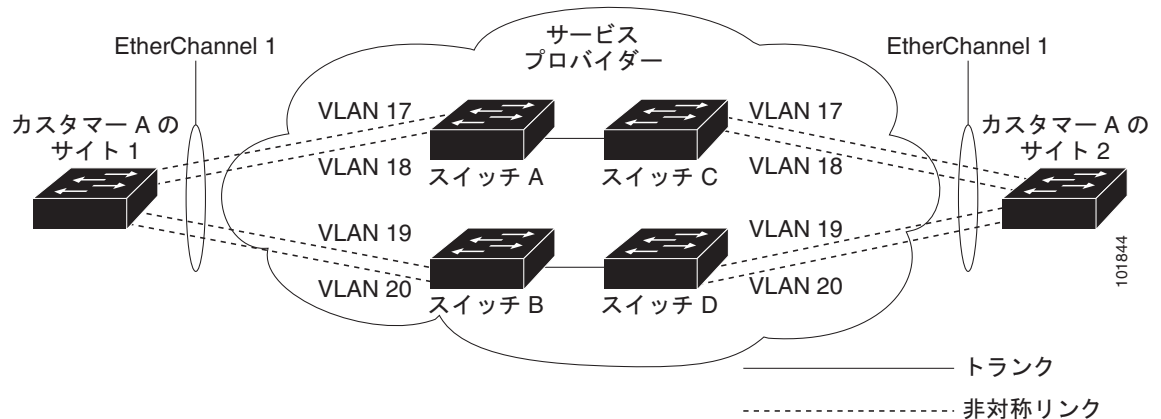 EtherChannel 1
サービス
プロバイダー
EtherChannel 1
カスタマー A の
サイト 1
VLAN 17
VLAN 18
スイッチ A
スイッチ C
VLAN 17
VLAN 18
カスタマー A の
サイト 2
VLAN 19
VLAN 20
スイッチ B
スイッチ D
VLAN 19
VLAN 20
101844
トランク
非対称リンク